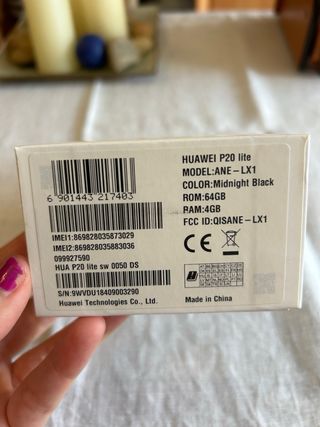 HUAWEI P20 lite
MODEL:ANE-LX1
COLOR:Midnight Black
ROM:64GB
RAM:4GB
FCC ID:QISANE-LX1
6 901443 217403
IMEI1:869828035873029
IMEI2:869828035883036
099927590
HUA P20 lite sw 0050 DS
S/N:9WVDU18409003290
Huawei Technologies Co., Ltd.
CE
Made in China